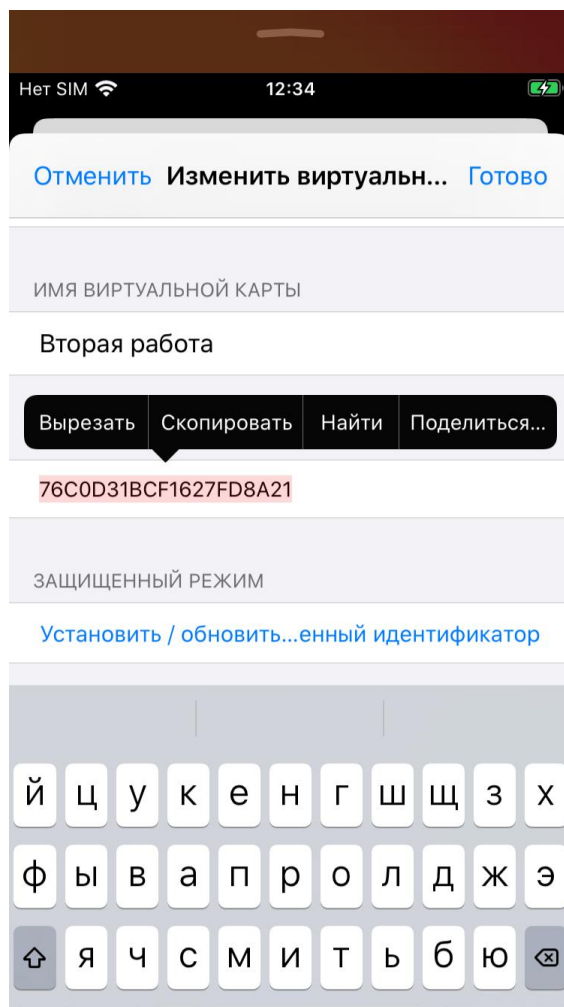 Нет SIM 12:34
Отменить Изменить виртуальн... Готово
ИМЯ ВИРТУАЛЬНОЙ КАРТЫ
Вторая работа
Вырезать Скопировать Найти Поделиться...
76C0D31BCF1627FD8A21
ЗАЩИЩЕННЫЙ РЕЖИМ
Установить / обновить...енный идентификатор
й ц у к е н г ш щ з х
ф ы в а п р о л д ж э
я ч с м и т ь б ю